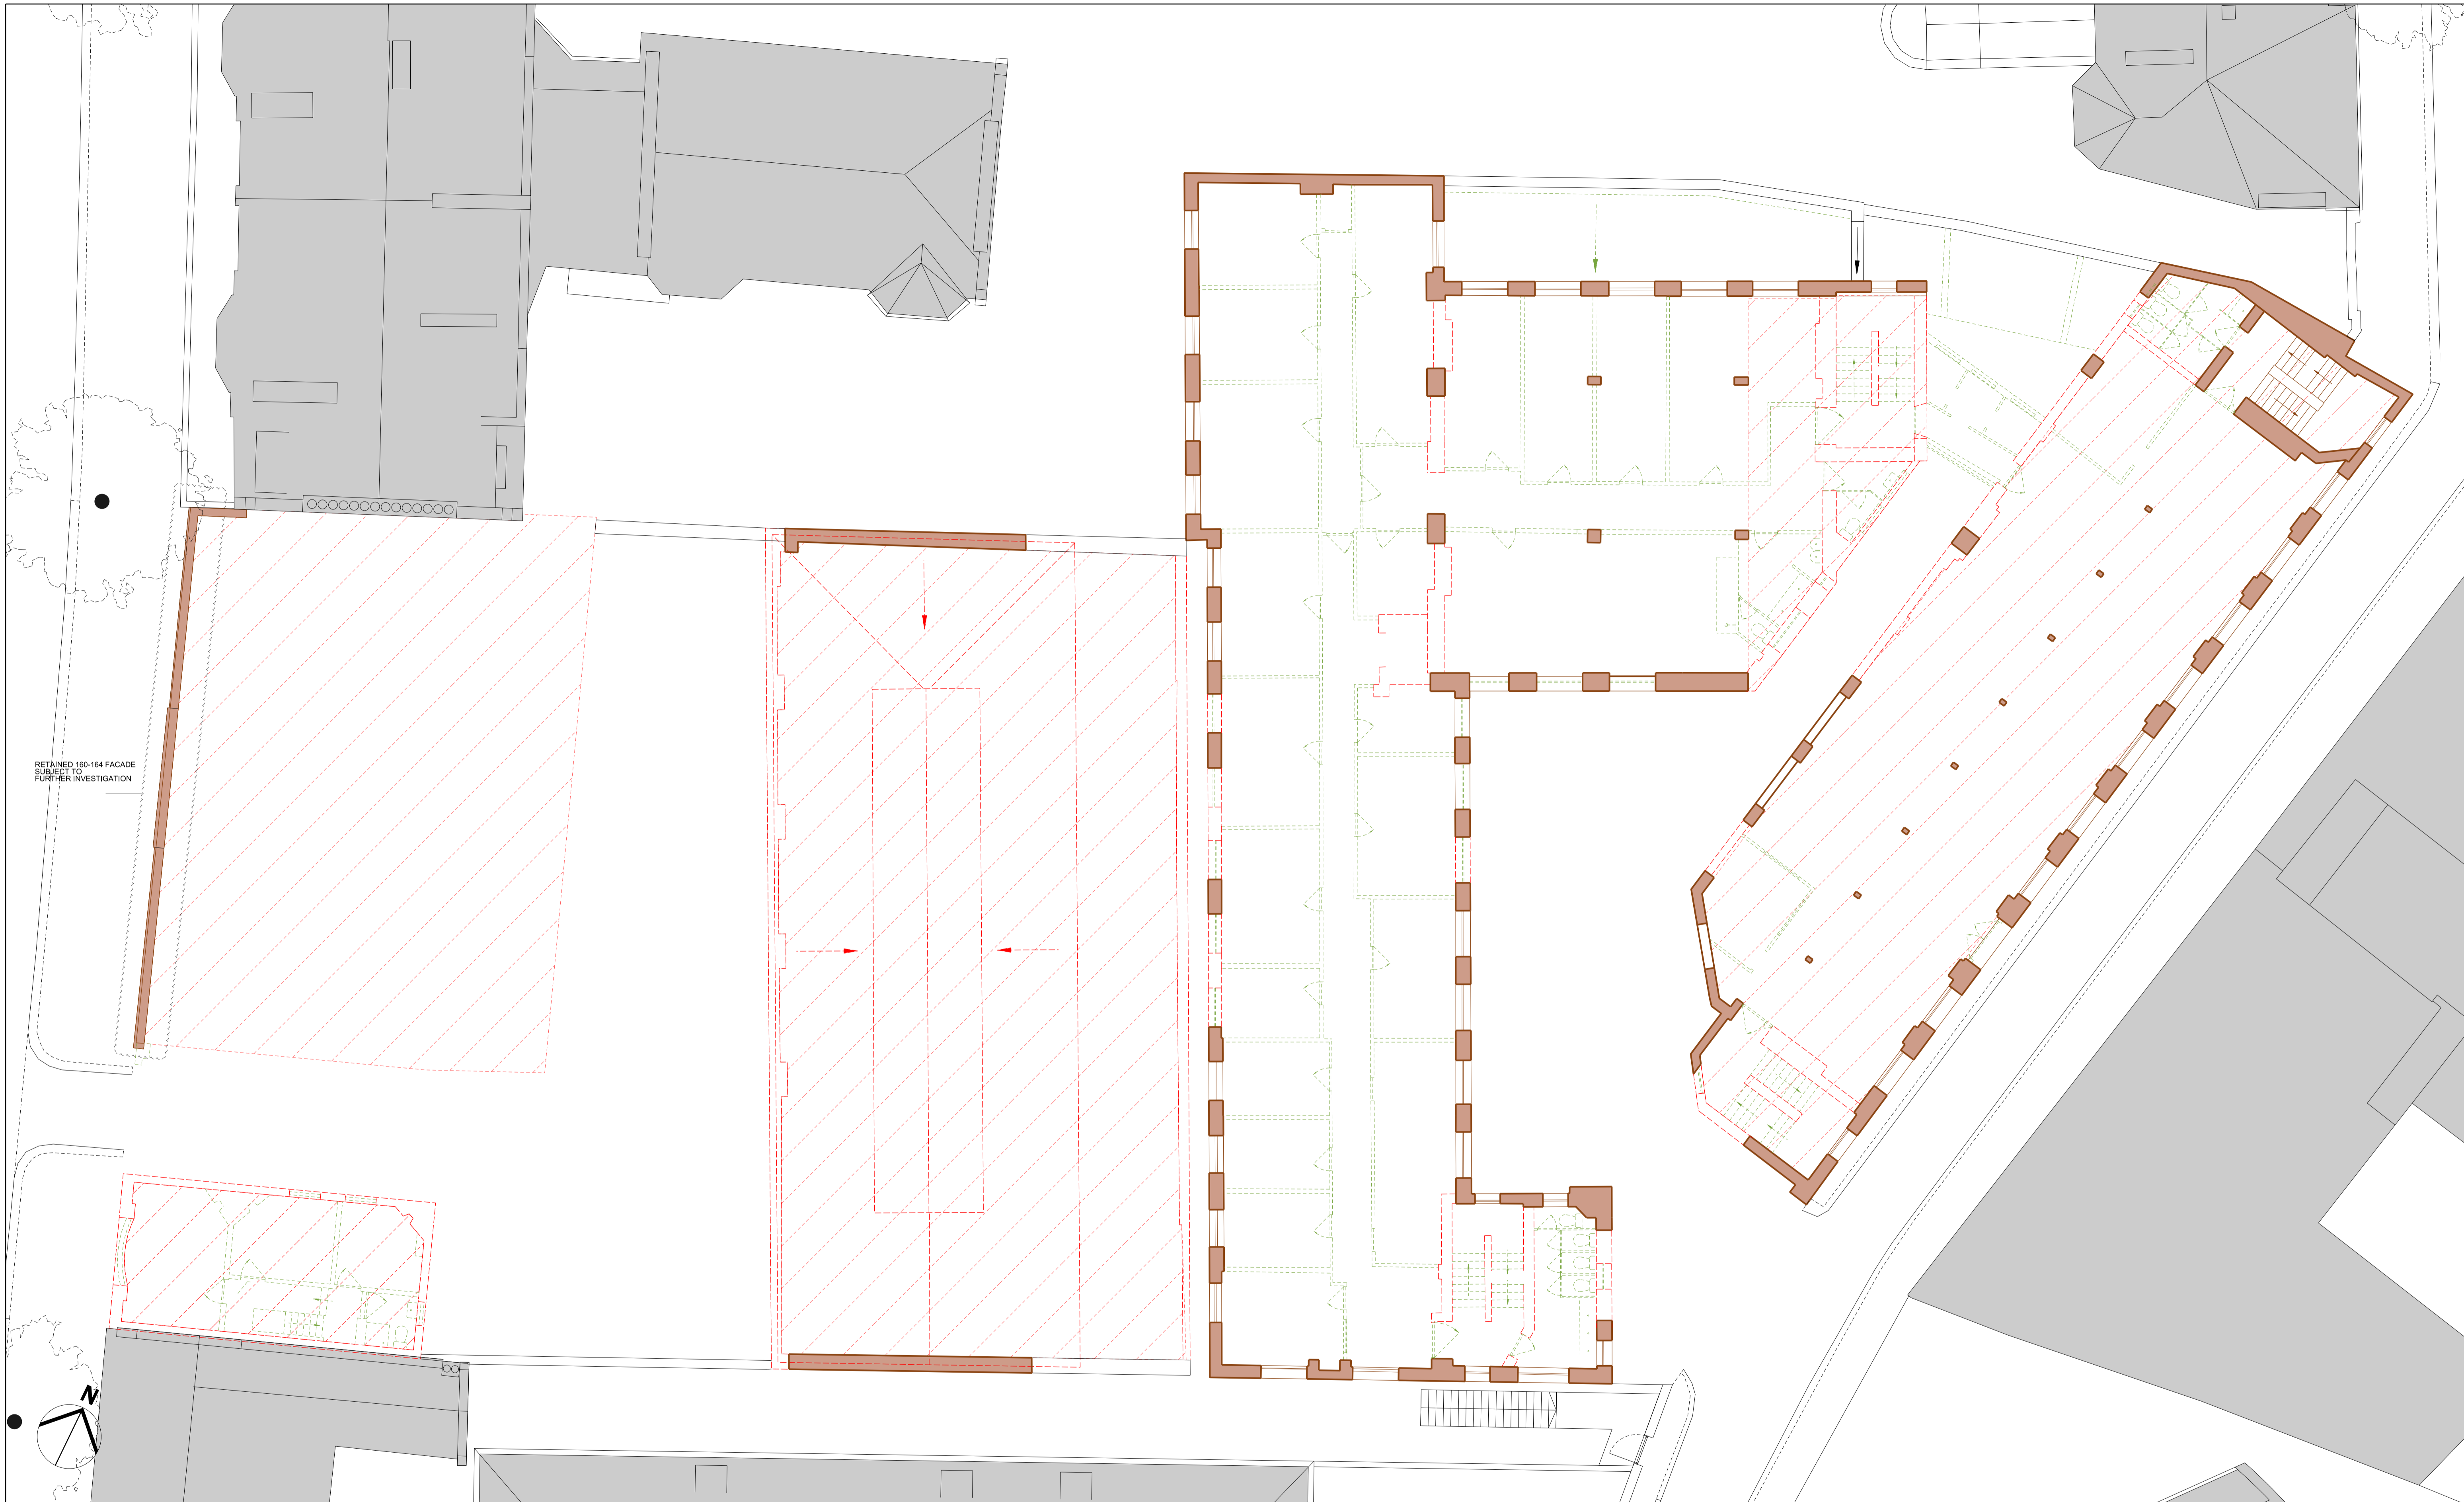 RETAINED 160-164 FACADE
SUBJECT TO
FURTHER INVESTIGATION
N